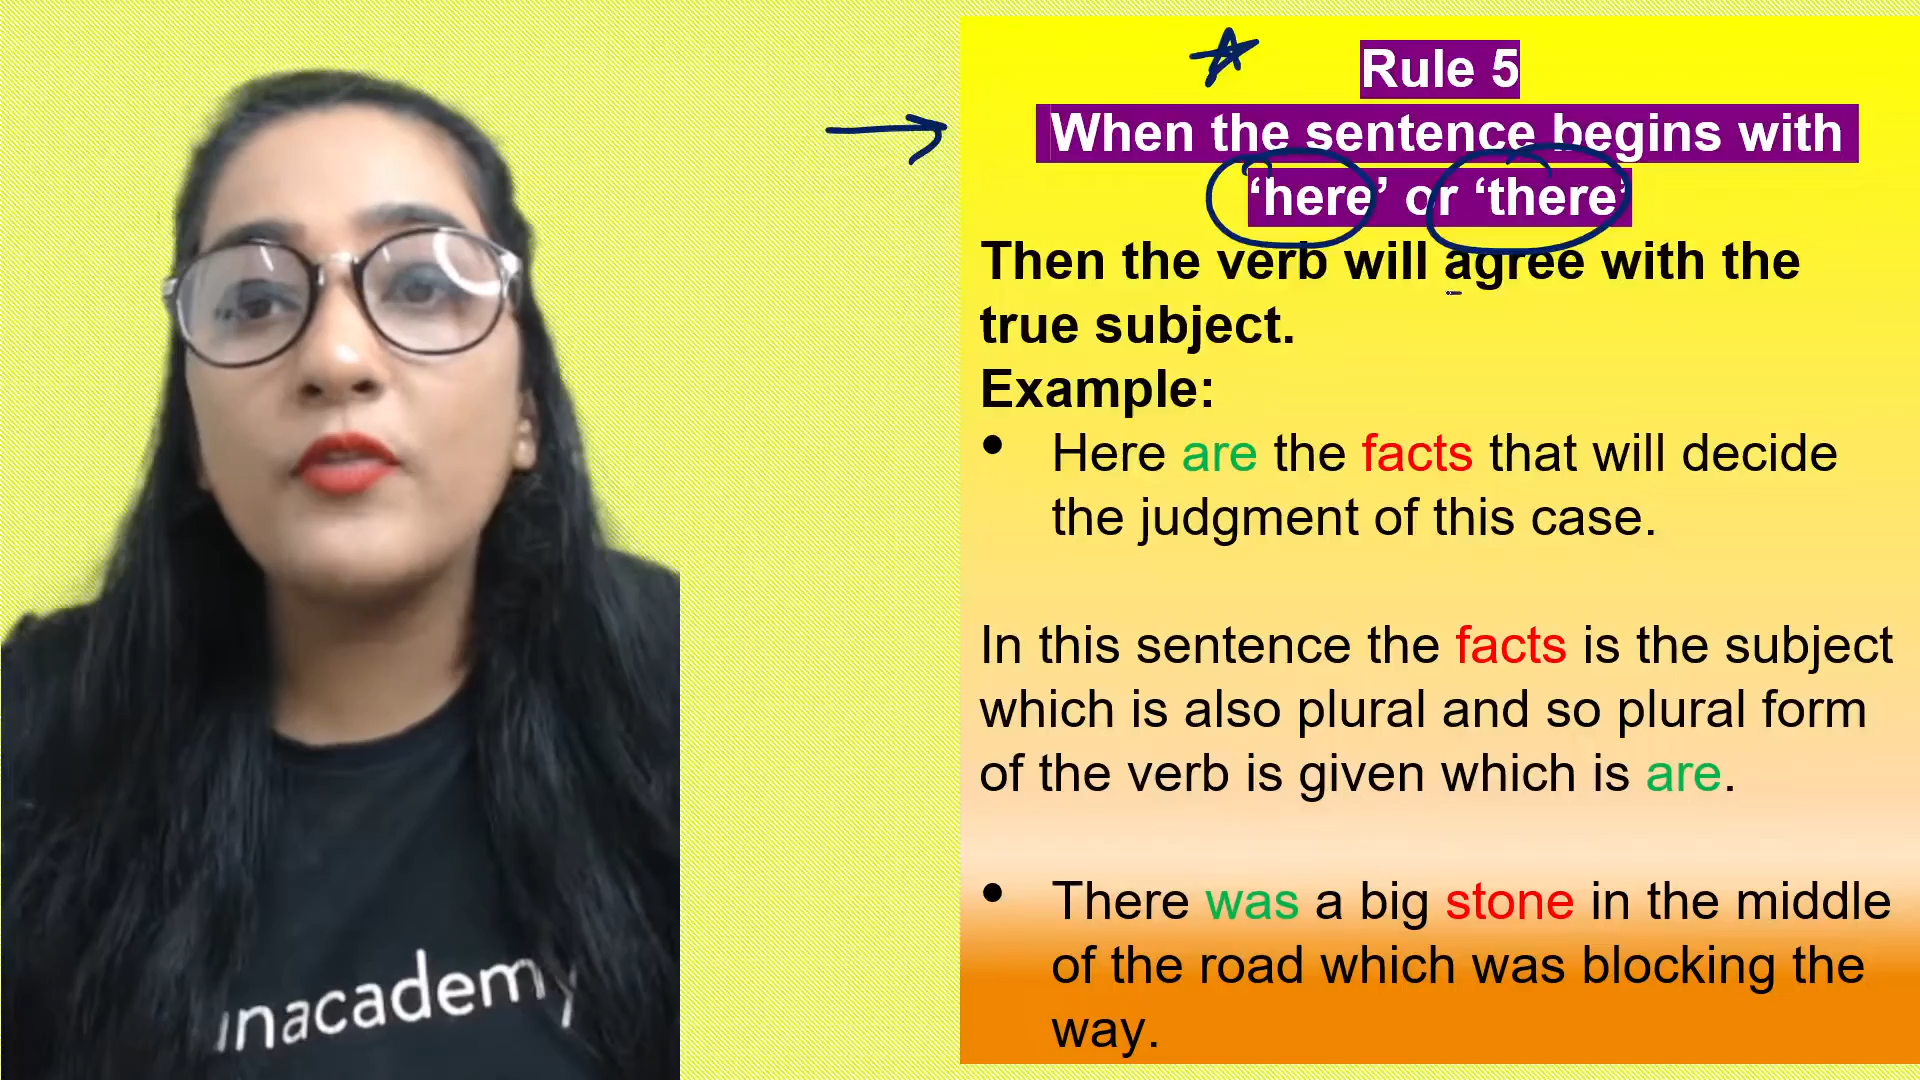 Rule 5
When the sentence begins with
‘here’ or ‘there’
Then the verb will agree with the
true subject.
Example:
• Here are the facts that will decide
the judgment of this case.
In this sentence the facts is the subject
which is also plural and so plural form
of the verb is given which is are.
• There was a big stone in the middle
of the road which was blocking the
way.
unacademy